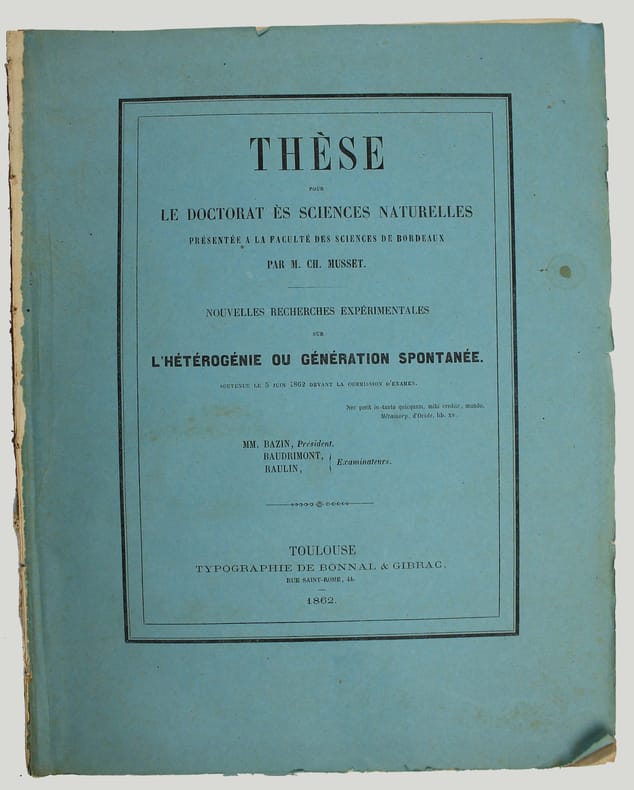 THÈSE
POUR
LE DOCTORAT ÈS SCIENCES NATURELLES
PRÉSENTÉE A LA FACULTÉ DES SCIENCES DE BORDEAUX
PAR M. CH. MUSSET.
NOUVELLES RECHERCHES EXPÉRIMENTALES
SUR
L'HÉTÉROGÉNIE OU GÉNÉRATION SPONTANÉE.
SOUTENUE LE 5 JUIN 1862 DEVANT LA COMMISSION D'EXAMEN.
Nec perit in tanto quicquam, mihi credite, mundo.
Métamorp. d'Ovide, lib. XV.
MM. BAZIN, Président.
BAUDRIMONT,
RAULIN,
Examinateurs.
TOULOUSE
TYPOGRAPHIE DE BONNAL & GIBRAC,
RUE SAINT-ROME, 44.
1862.